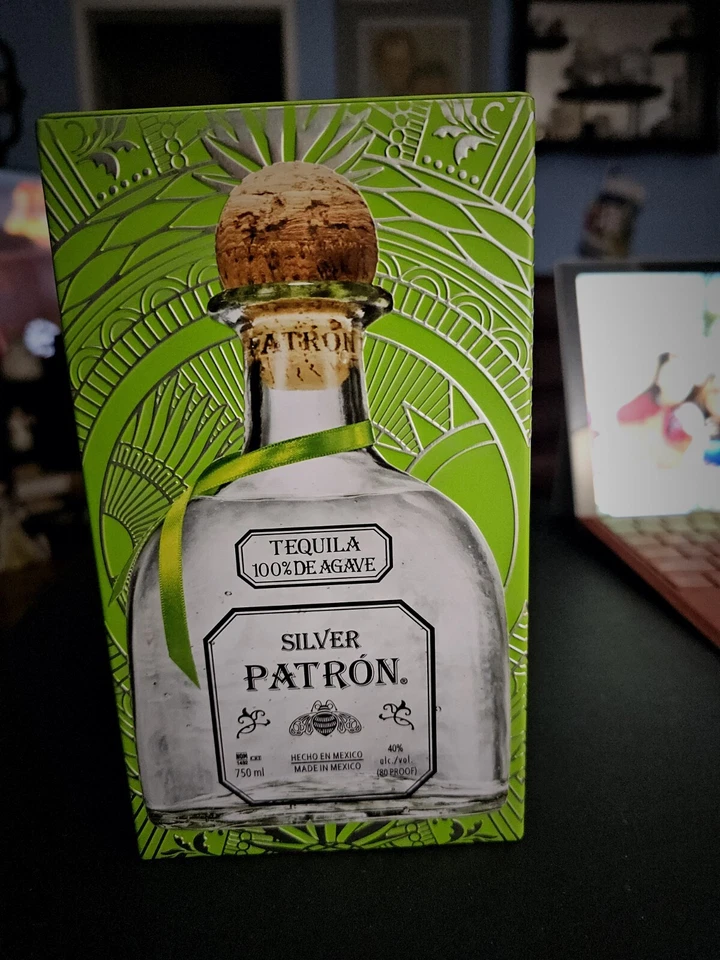 PATRÓN
TEQUILA
100% DE AGAVE
SILVER
PATRÓN®
HECHO EN MEXICO
MADE IN MEXICO
750 ml
40%
alc./vol.
(80 PROOF)